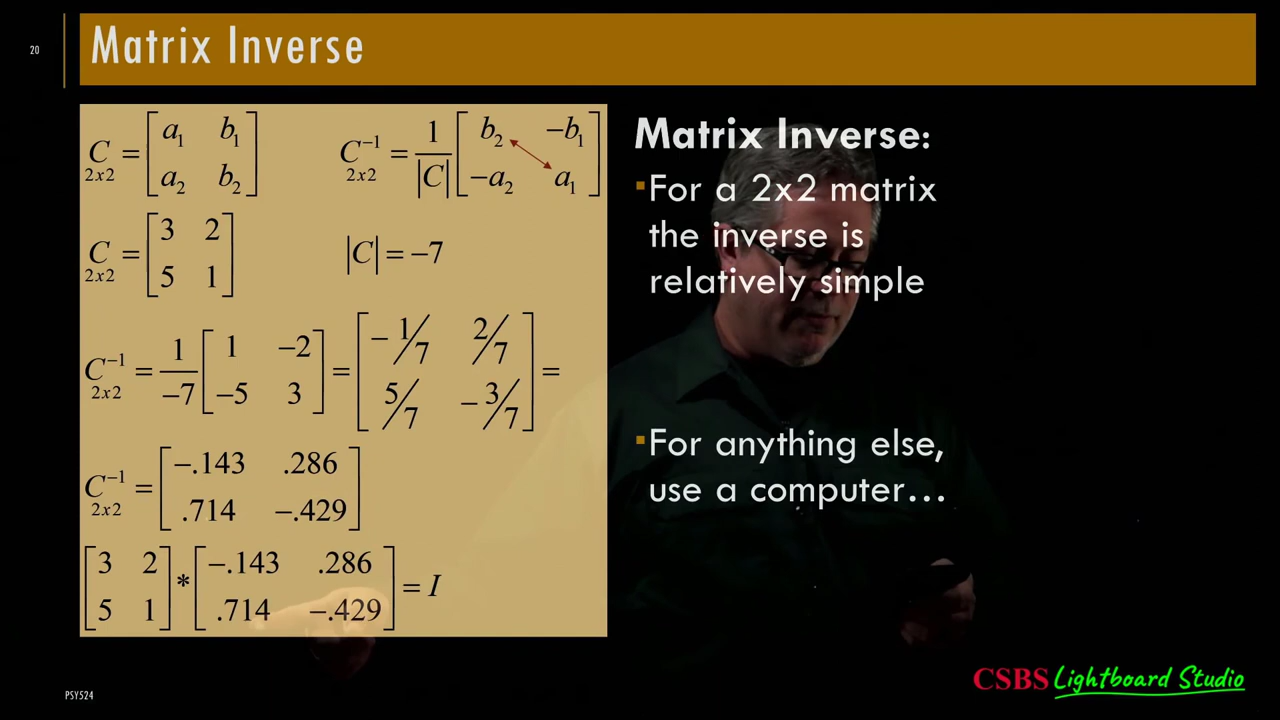 20
Matrix Inverse
C 2x2 = [a₁ b₁; a₂ b₂]    C⁻¹ 2x2 = 1/|C| [b₂ −b₁; −a₂ a₁]
C 2x2 = [3 2; 5 1]    |C| = −7
C⁻¹ 2x2 = 1/−7 [1 −2; −5 3] = [−1/7 2/7; 5/7 −3/7] =
C⁻¹ 2x2 = [−.143 .286; .714 −.429]
[3 2; 5 1] * [−.143 .286; .714 −.429] = I
Matrix Inverse:
For a 2x2 matrix
the inverse is
relatively simple
For anything else,
use a computer…
PSY524
CSBS Lightboard Studio